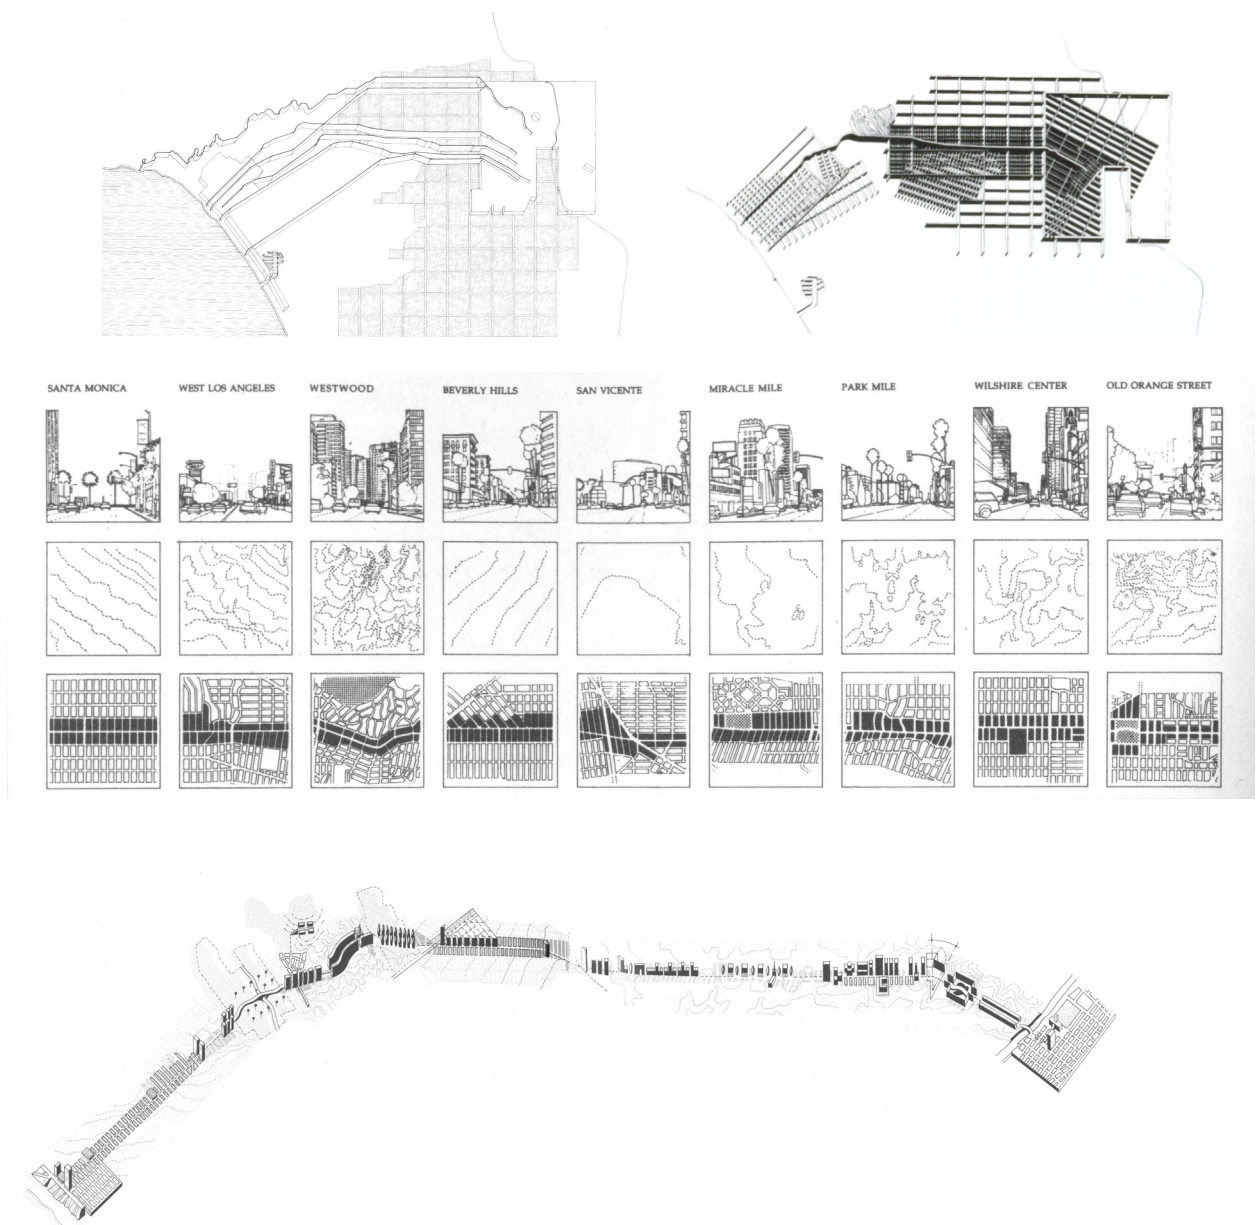 SANTA MONICA
WEST LOS ANGELES
WESTWOOD
BEVERLY HILLS
SAN VICENTE
MIRACLE MILE
PARK MILE
WILSHIRE CENTER
OLD ORANGE STREET